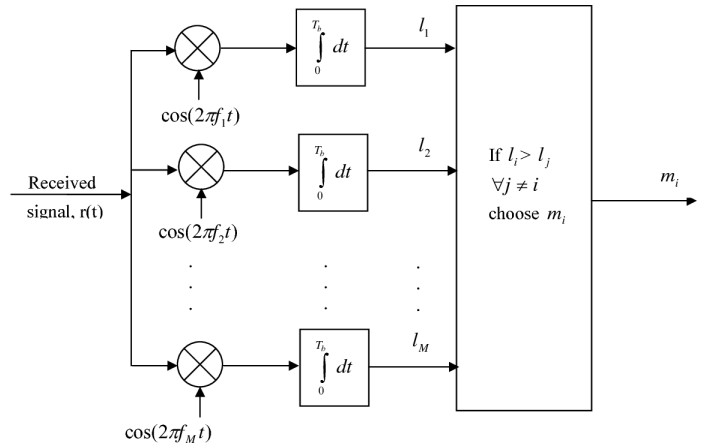 T_b
∫ dt
0
l_1
cos(2πf_1t)
T_b
∫ dt
0
l_2
If l_i > l_j
∀j ≠ i
choose m_i
m_i
Received
signal, r(t)
cos(2πf_2t)
. . .
. . .
. . .
T_b
∫ dt
0
l_M
cos(2πf_M t)